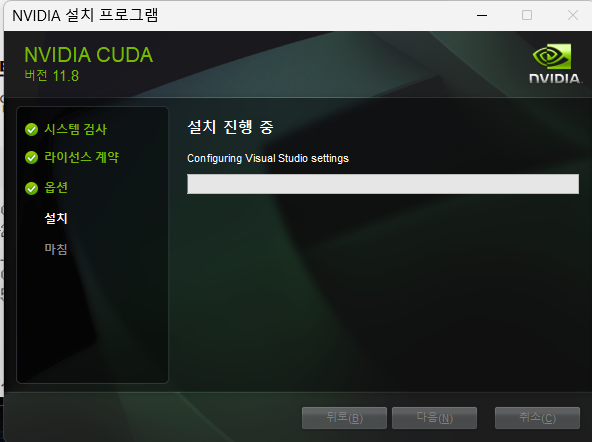 NVIDIA 설치 프로그램
NVIDIA CUDA
버전 11.8
NVIDIA.
시스템 검사
라이선스 계약
옵션
설치
마침
설치 진행 중
Configuring Visual Studio settings
뒤로(B)
다음(N)
취소(C)